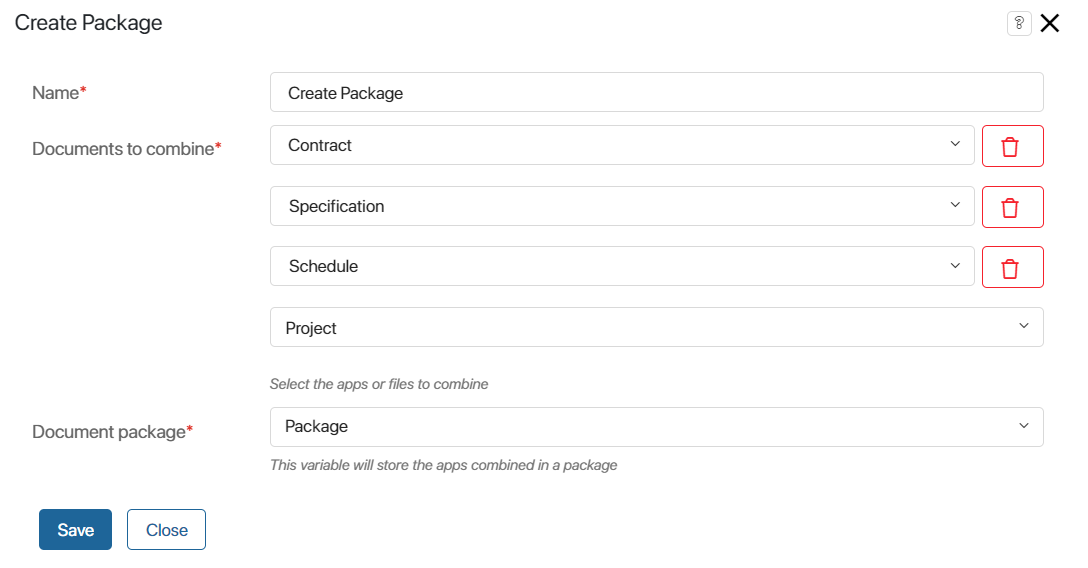 Create Package
?
Name*
Create Package
Documents to combine*
Contract
Specification
Schedule
Project
Select the apps or files to combine
Document package*
Package
This variable will store the apps combined in a package
Save
Close